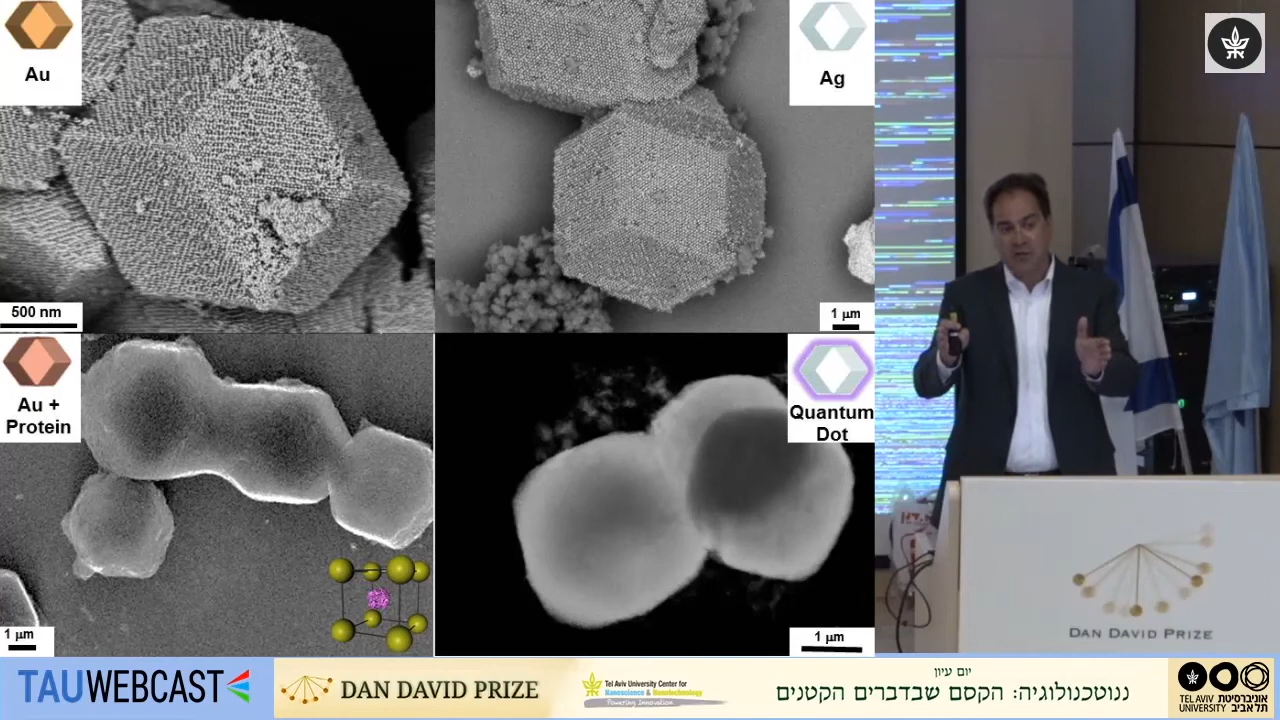 Au
500 nm
Ag
1 µm
Au +
Protein
1 µm
Quantum
Dot
1 µm
DAN DAVID PRIZE
TAUWEBCAST
DAN DAVID PRIZE
Tel Aviv University Center for
Nanoscience & Nanotechnology
Powering Innovation
יום עיון
ננוטכנולוגיה: הקסם שבדברים הקטנים
TEL AVIV אוניברסיטת
UNIVERSITY תל אביב